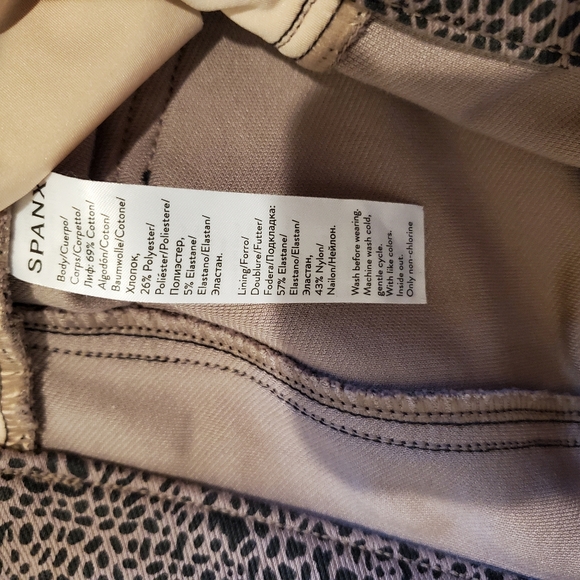 SPANX
Body/Cuerpo/
Corps/Corpetto/
Лиф: 69% Cotton/
Algodón/Coton/
Baumwolle/Cotone/
Хлопок,
26% Polyester/
Poliéster/Poliestere/
Полиэстер,
5% Elastane/
Elastano/Elastan/
Эластан.
Lining/Forro/
Doublure/Futter/
Fodera/Подкладка:
57% Elastane/
Elastano/Elastan/
Эластан,
43% Nylon/
Nailon/Нейлон.
Wash before wearing.
Machine wash cold,
gentle cycle.
With like colors.
Inside out.
Only non-chlorine